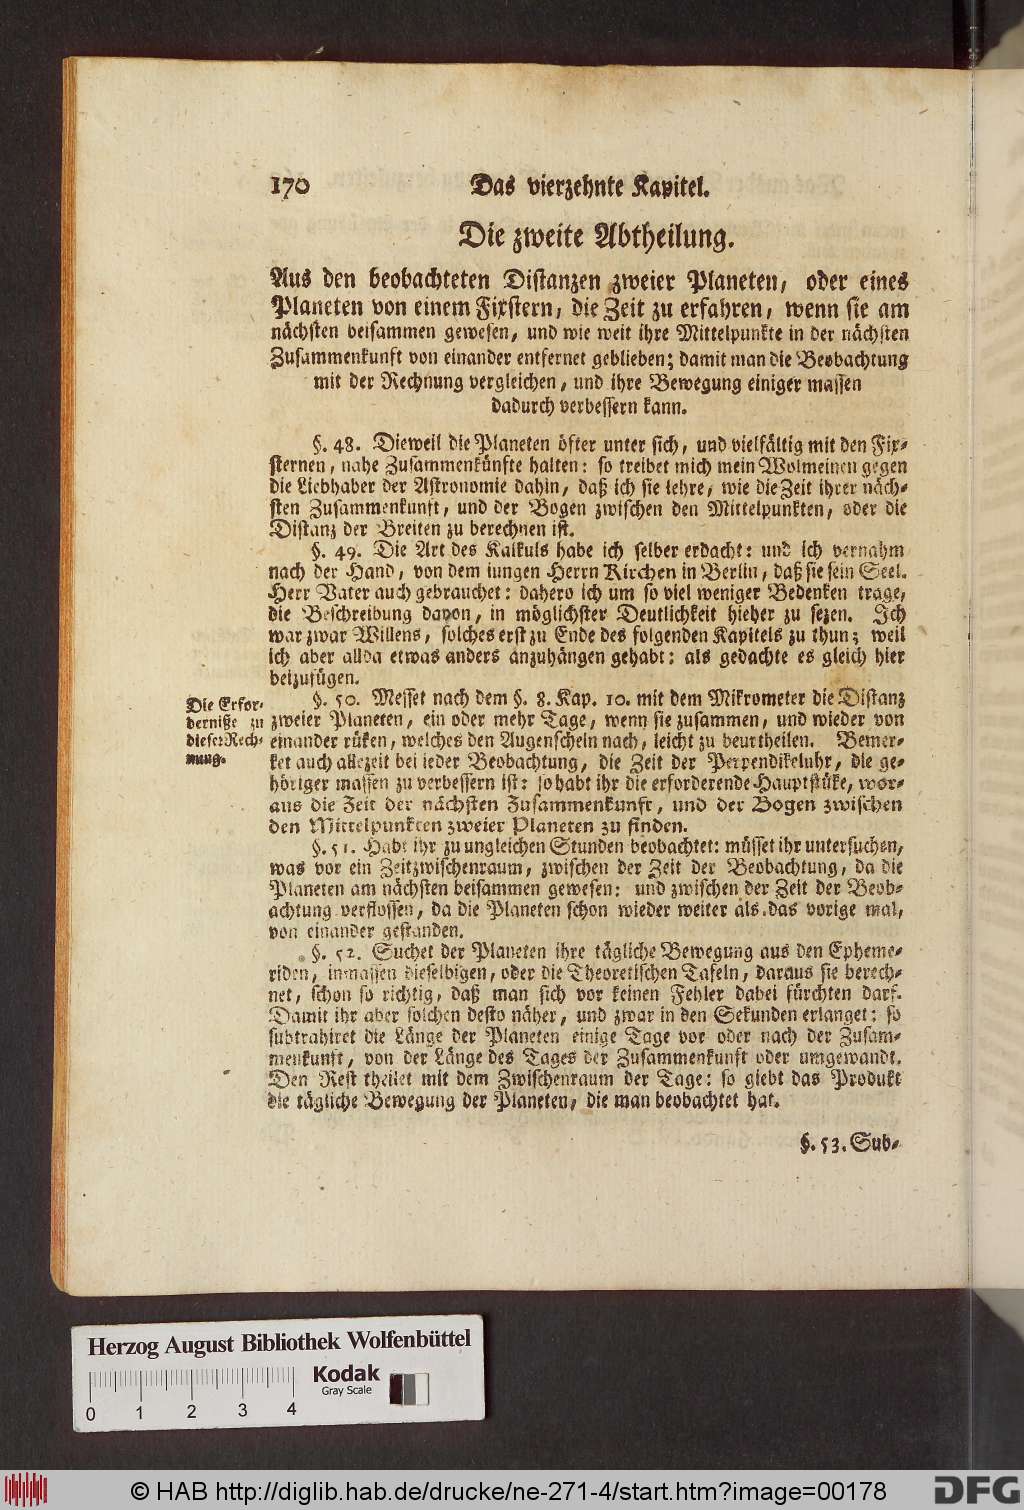 170 Das vierzehnte Kapitel.
Die zweite Abtheilung.
Aus den beobachteten Distanzen zweier Planeten, oder eines
Planeten von einem Fixstern, die Zeit zu erfahren, wenn sie am
nächsten beisammen gewesen, und wie weit ihre Mittelpunkte in der nächsten
Zusammenkunft von einander entfernet geblieben; damit man die Beobachtung
mit der Rechnung vergleichen, und ihre Bewegung einiger massen
dadurch verbessern kann.
§. 48. Dieweil die Planeten öfter unter sich, und vielfältig mit den Fix-
sternen, nahe Zusammenkünfte halten: so treibet mich mein Wolmeinen gegen
die Liebhaber der Astronomie dahin, daß ich sie lehre, wie die Zeit ihrer näch-
sten Zusammenkunft, und der Bogen zwischen den Mittelpunkten, oder die
Distanz der Breiten zu berechnen ist.
§. 49. Die Art des Kalkuls habe ich selber erdacht: und ich vernahm
nach der Hand, von dem jungen Herrn Kirchen in Berlin, daß sie sein Seel.
Herr Vater auch gebrauchet: dahero ich um so viel weniger Bedenken trage,
die Beschreibung davon, in möglichster Deutlichkeit hieher zu sezen. Ich
war zwar Willens, solches erst zu Ende des folgenden Kapitels zu thun; weil
ich aber allda etwas anders anzuhängen gehabt: als gedachte es gleich hier
beizufügen.
Die Erfor-
derniße zu
dieser Rech-
nung.
§. 50. Messet nach dem §. 8. Kap. 10. mit dem Mikrometer die Distanz
zweier Planeten, ein oder mehr Tage, wenn sie zusammen, und wieder von
einander rüken, welches den Augenschein nach, leicht zu beurtheilen. Bemer-
ket auch allezeit bei jeder Beobachtung, die Zeit der Perpendikeluhr, die ge-
höriger massen zu verbessern ist: so habt ihr die erforderende Hauptstüke, wor-
aus die Zeit der nächsten Zusammenkunft, und der Bogen zwischen
den Mittelpunkten zweier Planeten zu finden.
§. 51. Habt ihr zu ungleichen Stunden beobachtet: müsset ihr untersuchen,
was vor ein Zeitzwischenraum, zwischen der Zeit der Beobachtung, da die
Planeten am nächsten beisammen gewesen: und zwischen der Zeit der Beob-
achtung verflossen, da die Planeten schon wieder weiter als das vorige mal,
von einander gestanden.
§. 52. Suchet der Planeten ihre tägliche Bewegung aus den Epheme-
riden, inmassen dieselbigen, oder die Theoretischen Tafeln, daraus sie berech-
net, schon so richtig, daß man sich vor keinen Fehler dabei fürchten darf.
Damit ihr aber solchen desto näher, und zwar in den Sekunden erlanget: so
subtrahiret die Länge der Planeten einige Tage vor oder nach der Zusam-
menkunft, von der Länge des Tages der Zusammenkunft oder umgewandt.
Den Rest theilet mit dem Zwischenraum der Tage: so giebt das Produkt
die tägliche Bewegung der Planeten, die man beobachtet hat.
§. 53. Sub-
Herzog August Bibliothek Wolfenbüttel
Kodak
Gray Scale
0 1 2 3 4
© HAB http://diglib.hab.de/drucke/ne-271-4/start.htm?image=00178
DFG